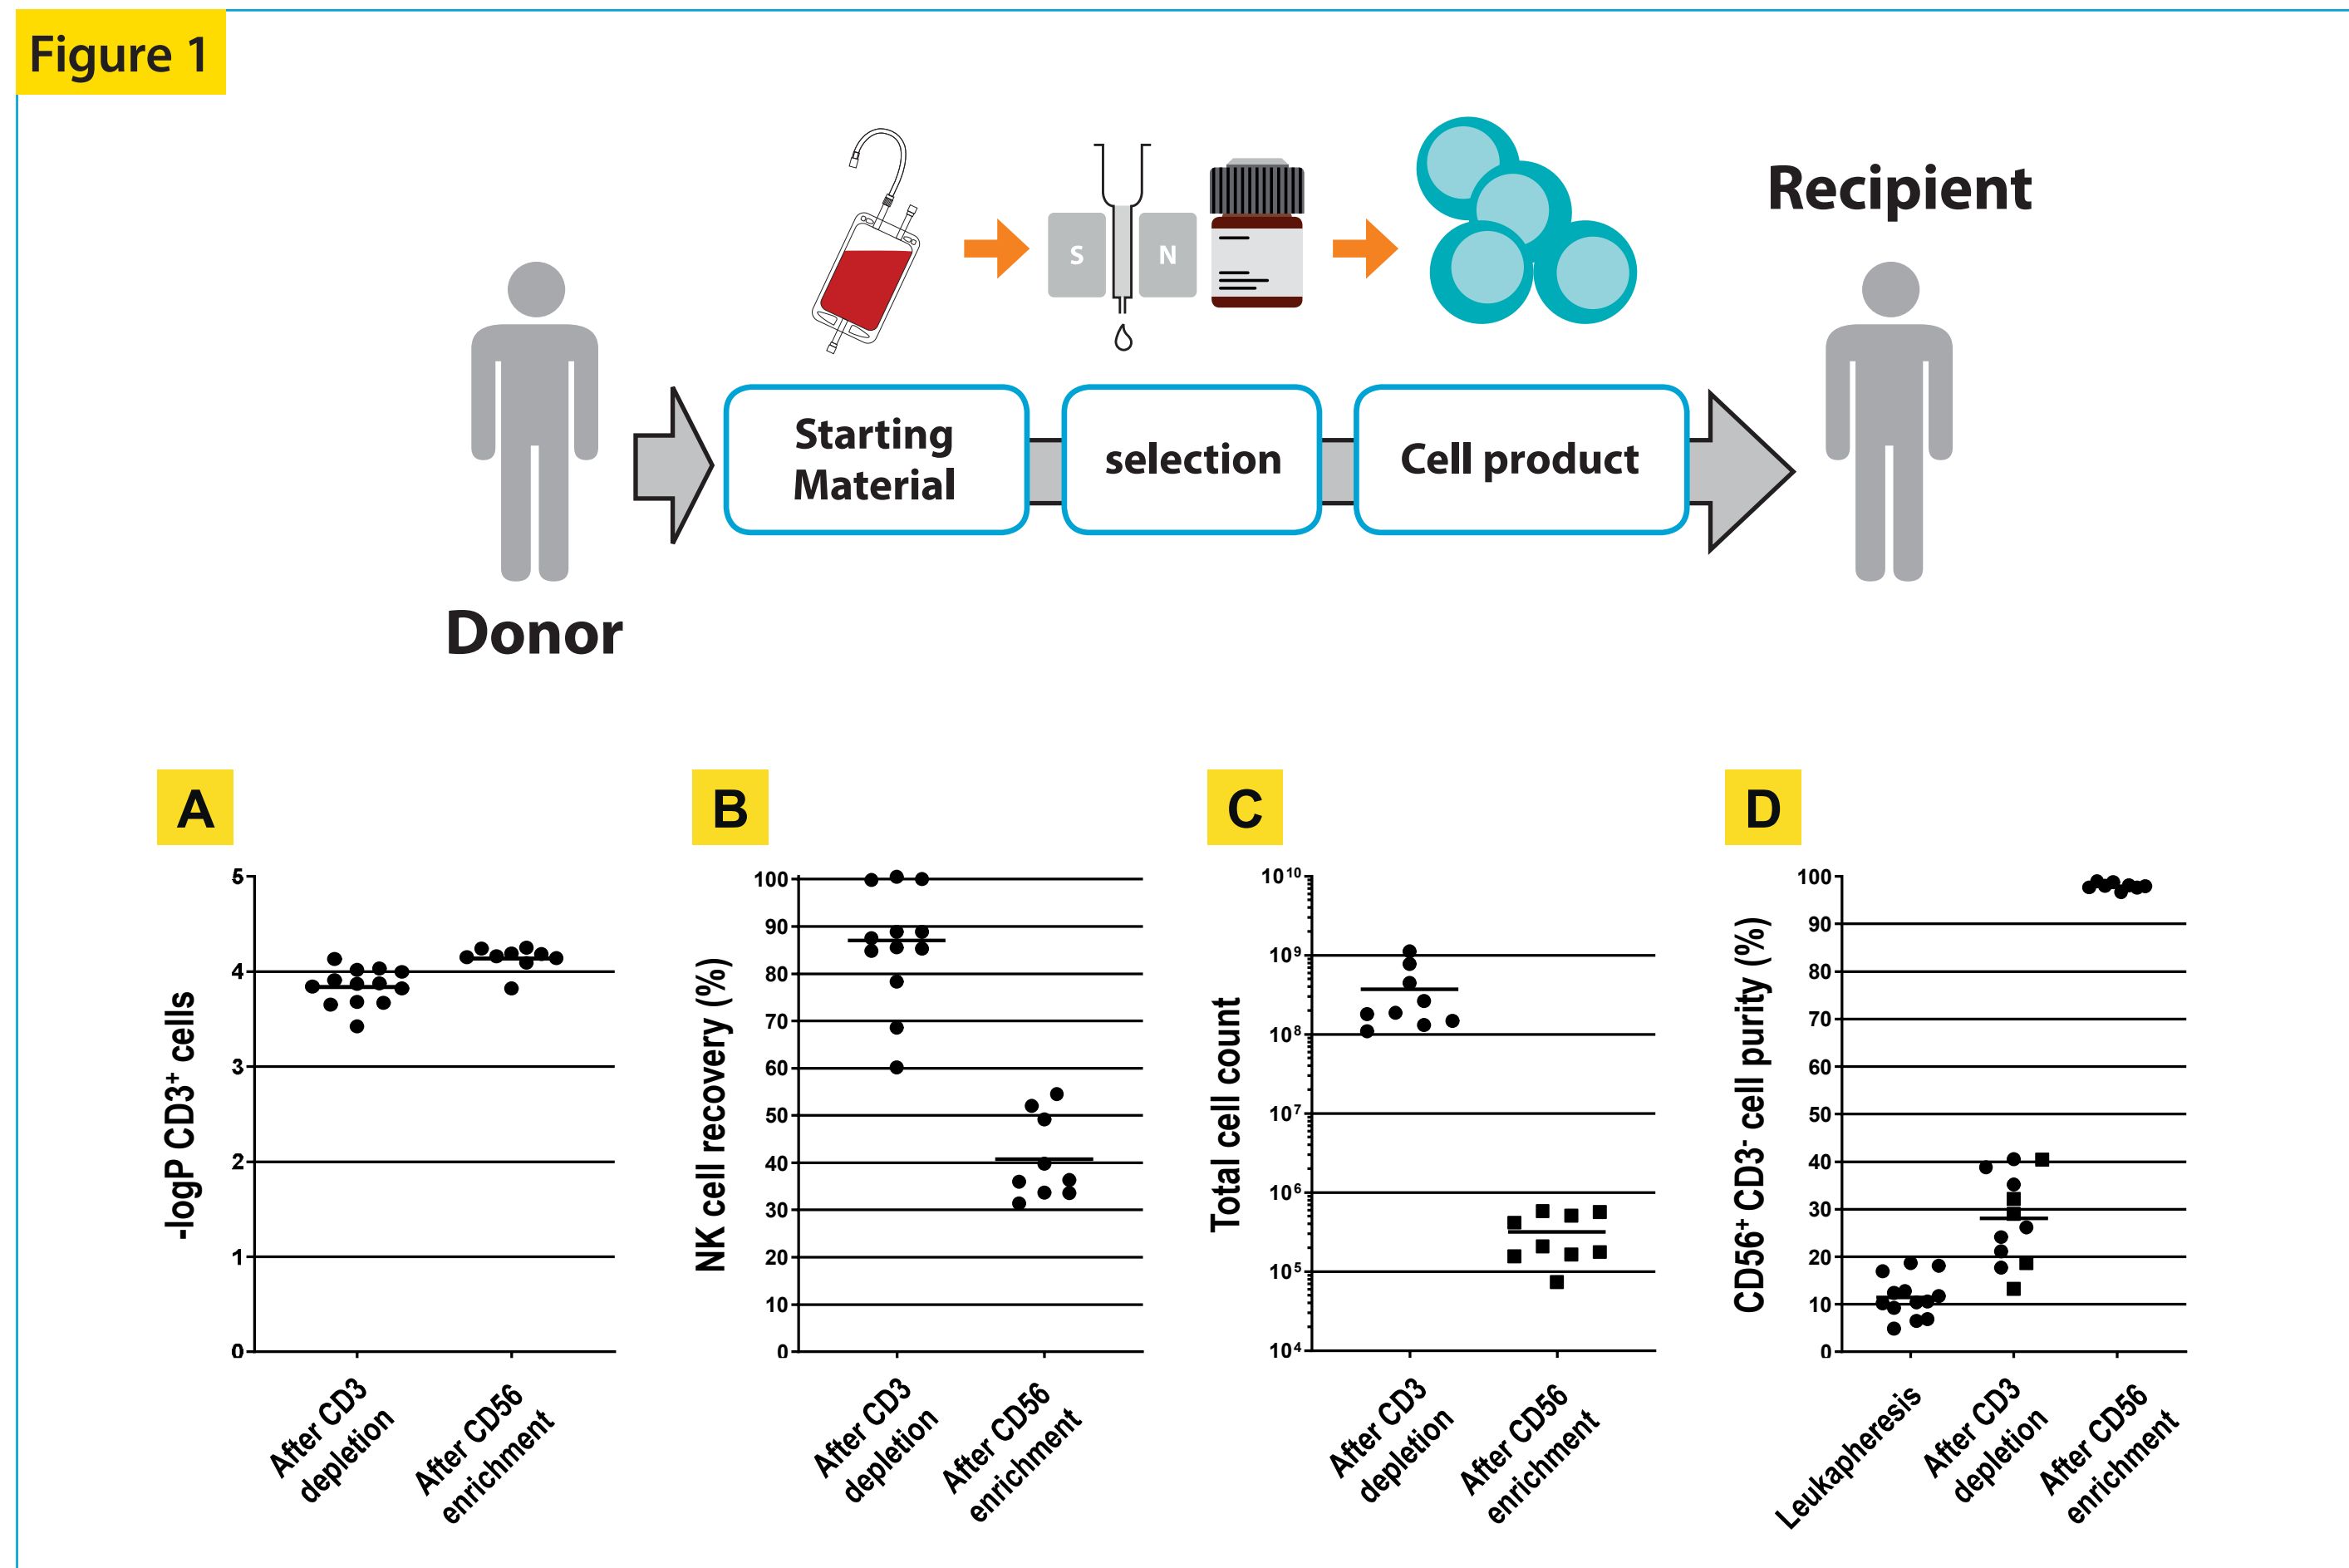 Figure 1
Recipient
S
N
Starting
Material
selection
Cell product
Donor
A
B
C
D
-logP CD3⁺ cells
5
4
3
2
1
0
After CD3
depletion
After CD56
enrichment
NK cell recovery (%)
100
90
80
70
60
50
40
30
20
10
0
After CD3
depletion
After CD56
enrichment
Total cell count
10¹⁰
10⁹
10⁸
10⁷
10⁶
10⁵
10⁴
After CD3
depletion
After CD56
enrichment
CD56⁺ CD3⁻ cell purity (%)
100
90
80
70
60
50
40
30
20
10
0
Leukapheresis
After CD3
depletion
After CD56
enrichment